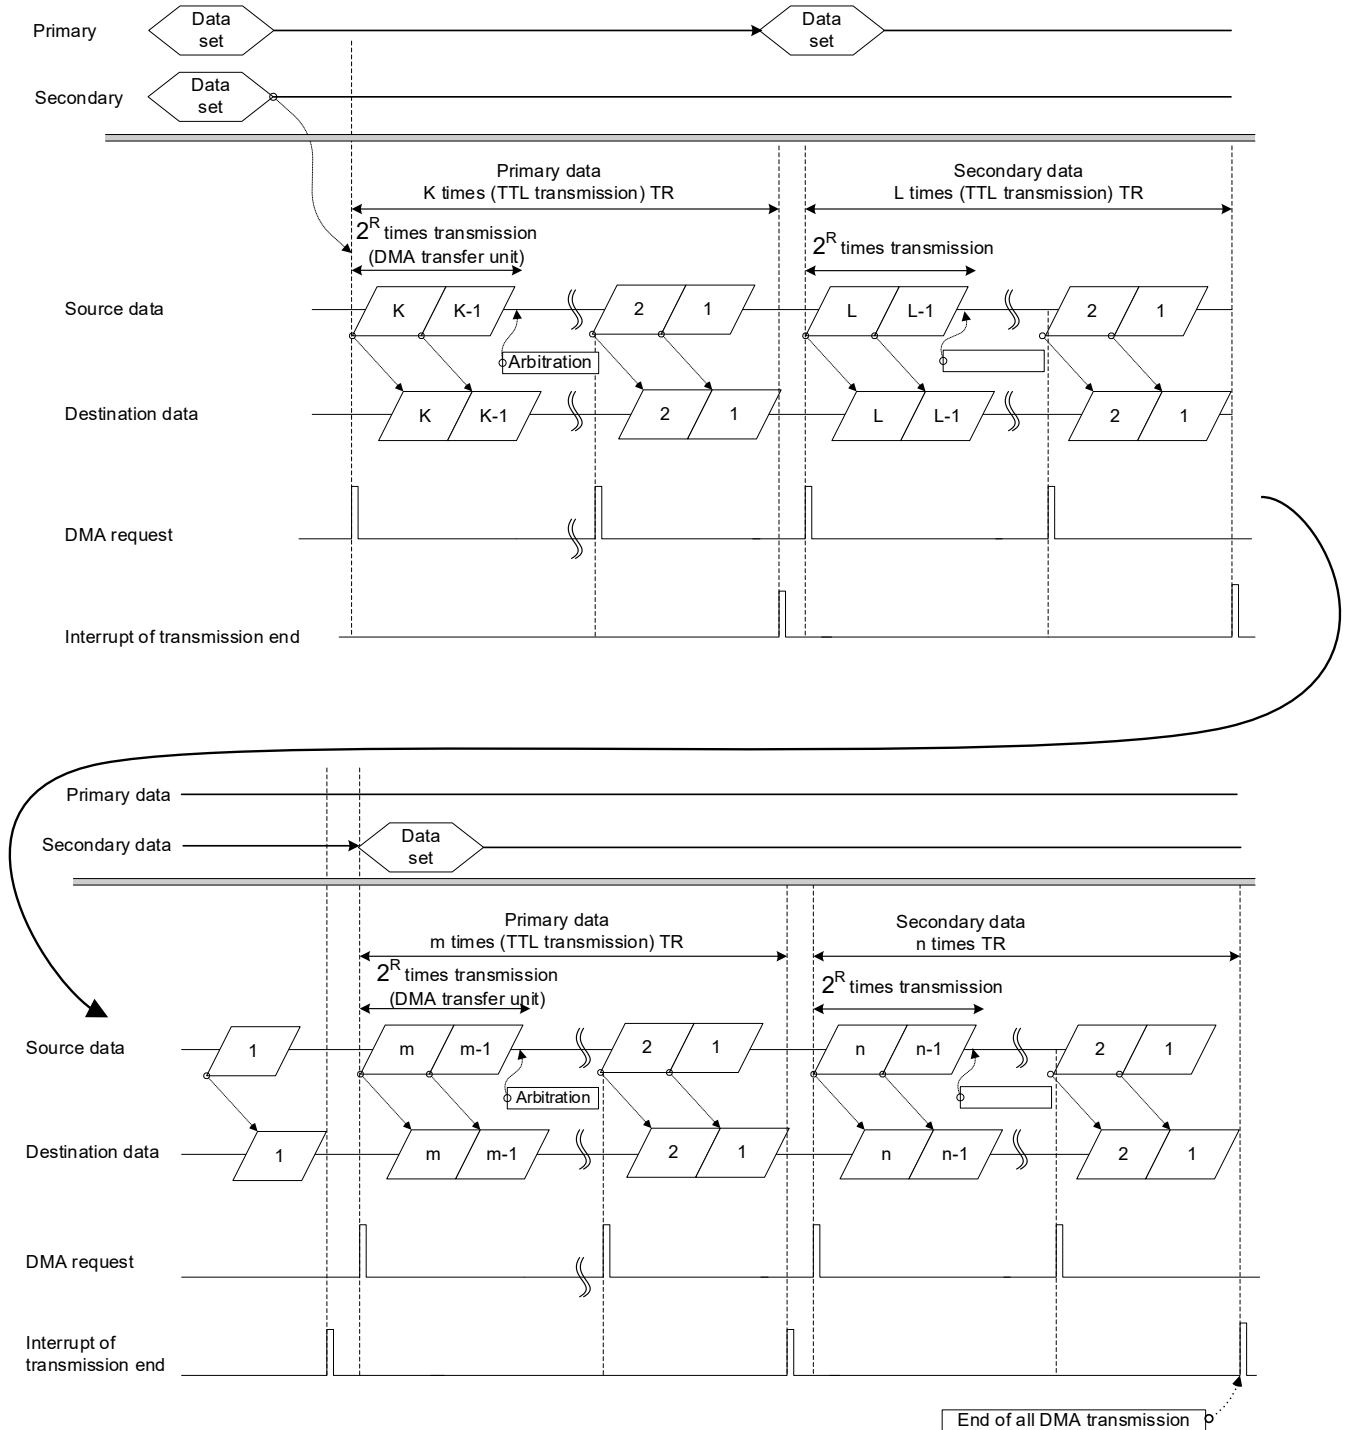 Primary
Data
set
Data
set
Secondary
Data
set
Primary data
K times (TTL transmission) TR
Secondary data
L times (TTL transmission) TR
2R times transmission
(DMA transfer unit)
2R times transmission
Source data
K
K-1
2
1
L
L-1
2
1
Arbitration
Destination data
K
K-1
2
1
L
L-1
2
1
DMA request
Interrupt of transmission end
Primary data
Secondary data
Data
set
Primary data
m times (TTL transmission) TR
Secondary data
n times TR
2R times transmission
(DMA transfer unit)
2R times transmission
Source data
1
m
m-1
2
1
n
n-1
2
1
Arbitration
Destination data
1
m
m-1
2
1
n
n-1
2
1
DMA request
Interrupt of
transmission end
End of all DMA transmission